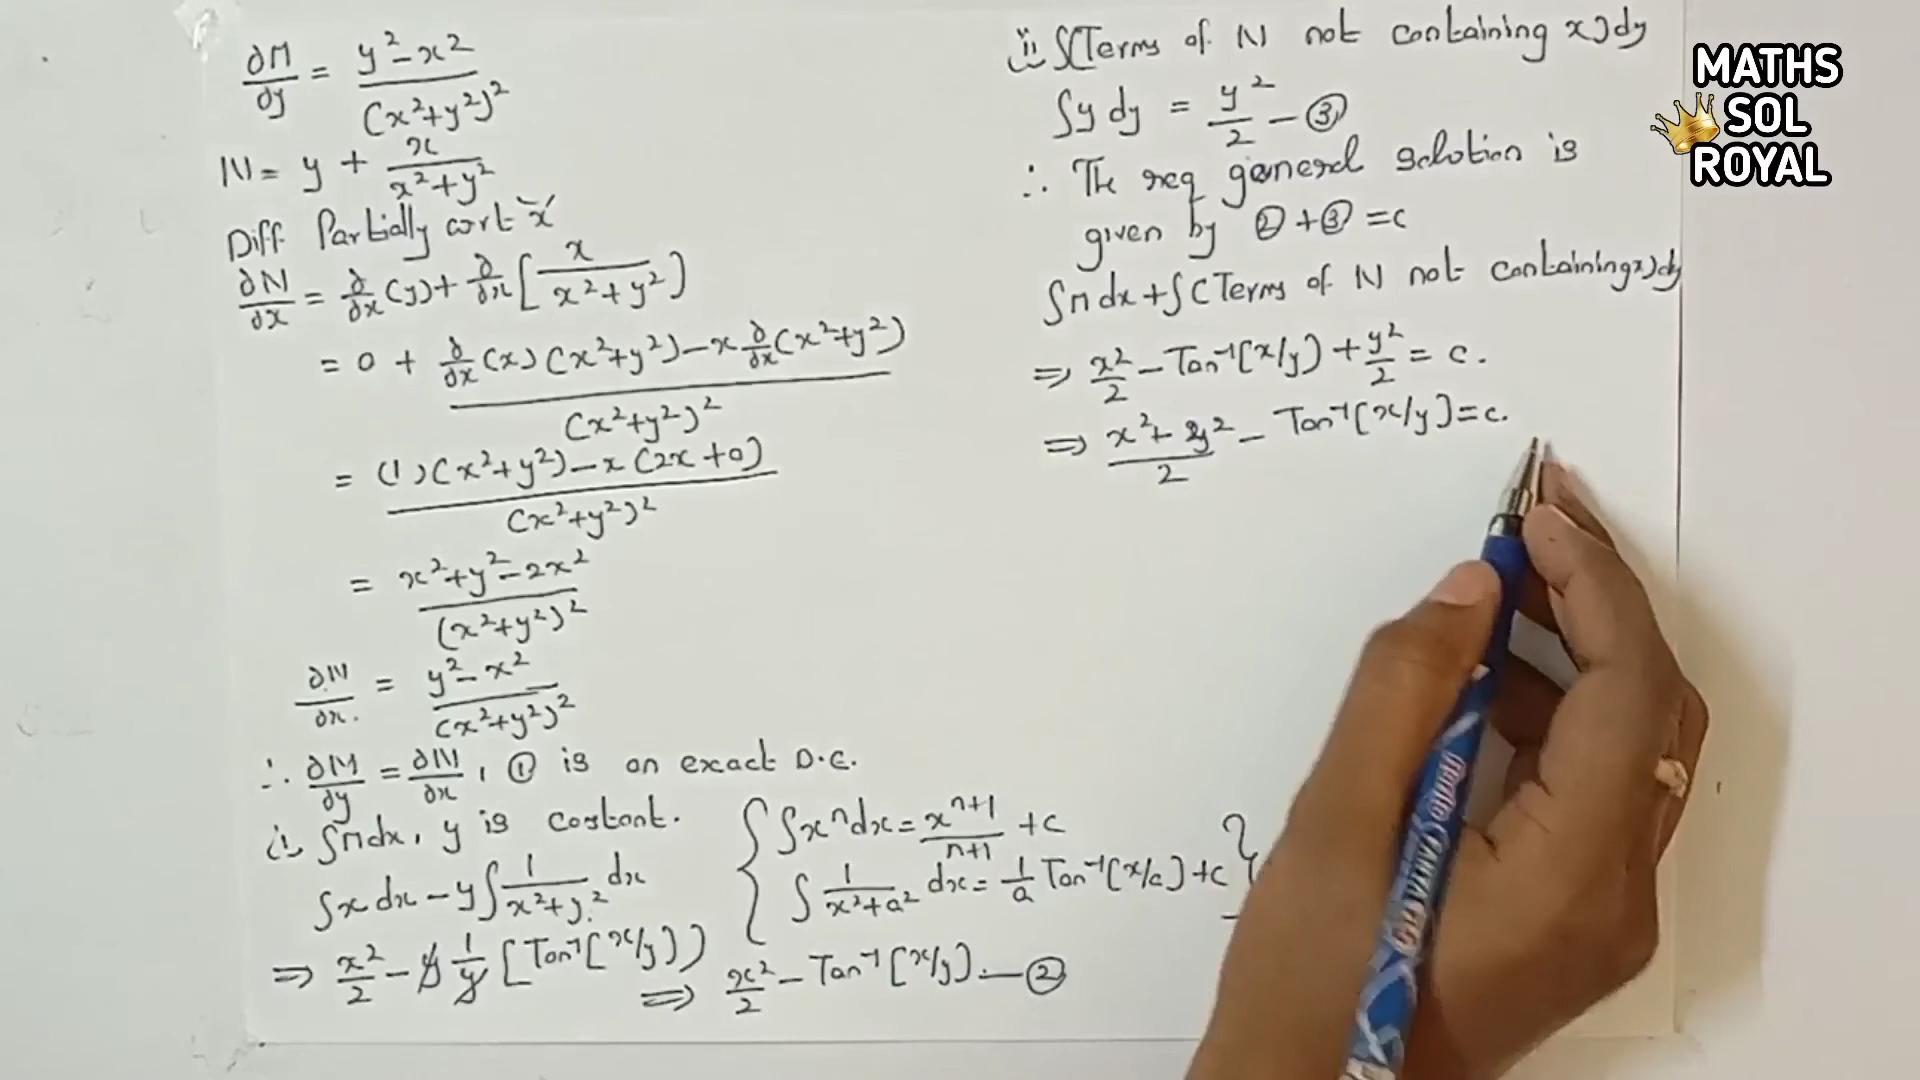 ∂M/∂y = y²-x²/(x²+y²)²
N = y + x/x²+y²
Diff Partially wrt 'x'
∂N/∂x = ∂/∂x (y) + ∂/∂x [x/x²+y²]
= 0 + ∂/∂x (x) (x²+y²) - x ∂/∂x (x²+y²)/(x²+y²)²
= (1)(x²+y²) - x(2x+0)/(x²+y²)²
= x²+y²-2x²/(x²+y²)²
∂N/∂x. = y²-x²/(x²+y²)²
∴ ∂M/∂y = ∂N/∂x, ① is an exact D.E.
i) ∫Mdx, y is costant.
∫x dx - y∫1/x²+y² dx
{ ∫xⁿdx = xⁿ⁺¹/n+1 + c
∫ 1/x²+a² dx = 1/a Tan⁻¹(x/a) + c }
⇒ x²/2 - y 1/y [Tan⁻¹[x/y])
⇒ x²/2 - Tan⁻¹[x/y). — ②
ii) ∫(Terms of N not containing x)dy
∫y dy = y²/2 — ③
∴ The req general solution is
given by ② + ③ = c
∫Mdx + ∫(Terms of N not containing x)dy
⇒ x²/2 - Tan⁻¹[x/y) + y²/2 = c.
⇒ x²+y²/2 - Tan⁻¹[x/y) = c.
MATHS
SOL
ROYAL